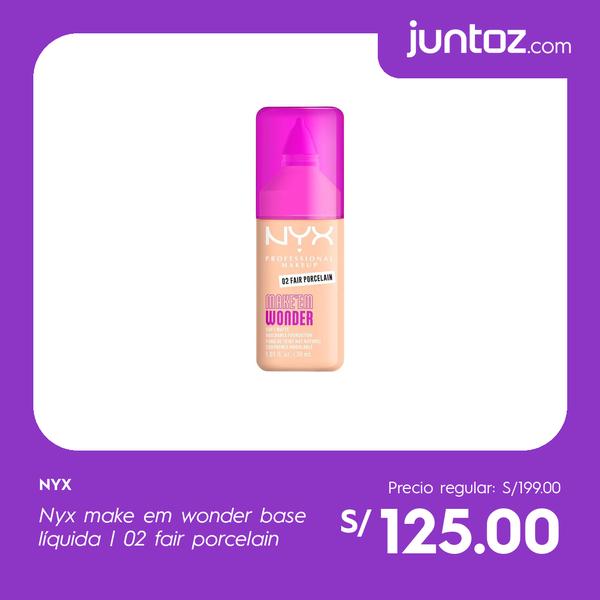 juntoz.com
NYX
PROFESSIONAL
MAKEUP
02 FAIR PORCELAIN
MAKE'EM
WONDER
NYX
Nyx make em wonder base
líquida | 02 fair porcelain
Precio regular: S/199.00
S/125.00